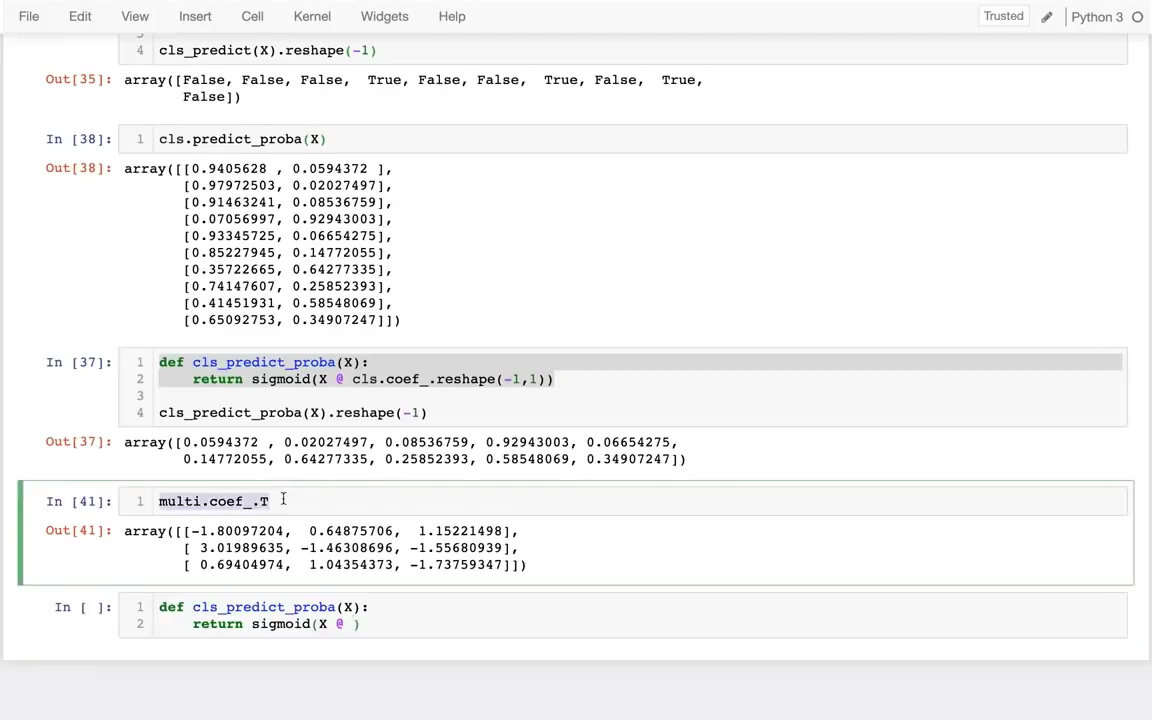 File Edit View Insert Cell Kernel Widgets Help Trusted Python 3
4 cls_predict(X).reshape(-1)
Out[35]: array([False, False, False,  True, False, False,  True, False,  True,
False])
In [38]: 1 cls.predict_proba(X)
Out[38]: array([[0.9405628 , 0.0594372 ],
[0.97972503, 0.02027497],
[0.91463241, 0.08536759],
[0.07056997, 0.92943003],
[0.93345725, 0.06654275],
[0.85227945, 0.14772055],
[0.35722665, 0.64277335],
[0.74147607, 0.25852393],
[0.41451931, 0.58548069],
[0.65092753, 0.34907247]])
In [37]: 1 def cls_predict_proba(X):
2 return sigmoid(X @ cls.coef_.reshape(-1,1))
3
4 cls_predict_proba(X).reshape(-1)
Out[37]: array([0.0594372 , 0.02027497, 0.08536759, 0.92943003, 0.06654275,
0.14772055, 0.64277335, 0.25852393, 0.58548069, 0.34907247])
In [41]: 1 multi.coef_.T
Out[41]: array([[-1.80097204,  0.64875706,  1.15221498],
[ 3.01989635, -1.46308696, -1.55680939],
[ 0.69404974,  1.04354373, -1.73759347]])
In [ ]: 1 def cls_predict_proba(X):
2 return sigmoid(X @ )